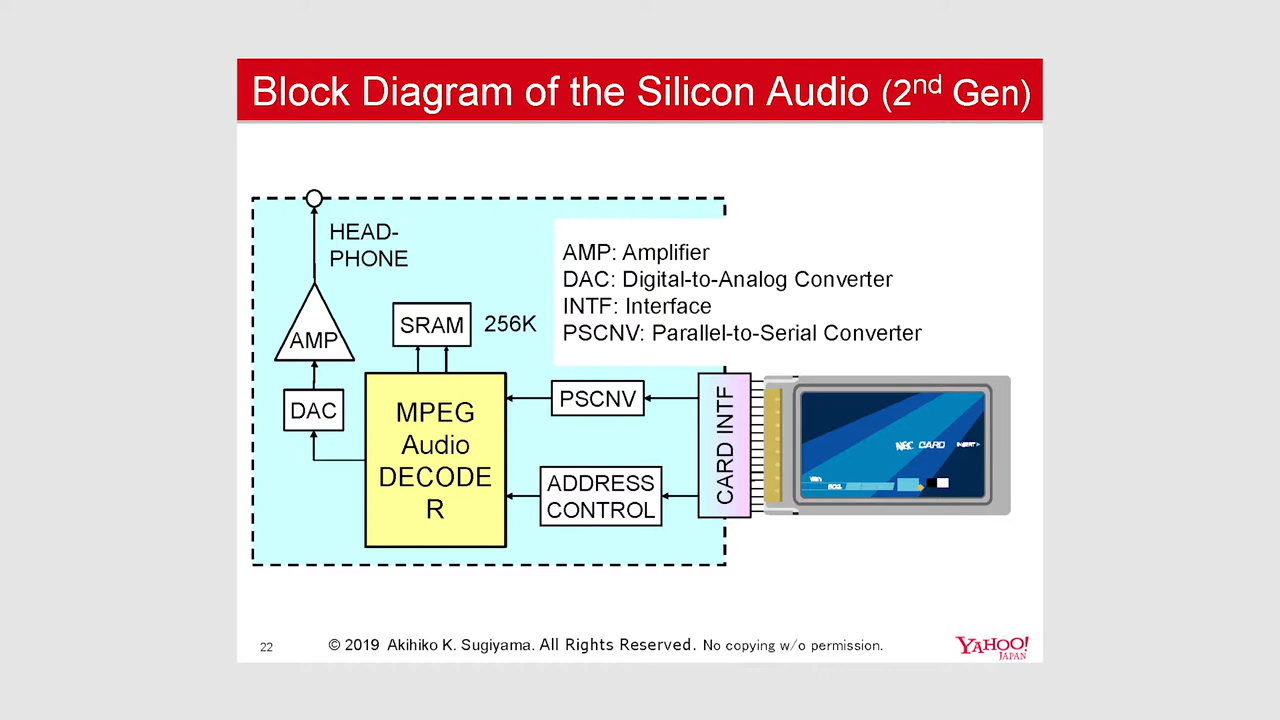 Block Diagram of the Silicon Audio (2nd Gen)
HEAD-
PHONE
AMP: Amplifier
DAC: Digital-to-Analog Converter
INTF: Interface
PSCNV: Parallel-to-Serial Converter
AMP
SRAM
256K
DAC
MPEG
Audio
DECODE
R
PSCNV
ADDRESS
CONTROL
CARD INTF
NEC CARD
INSERT
22
© 2019 Akihiko K. Sugiyama. All Rights Reserved. No copying w/o permission.
YAHOO!
JAPAN